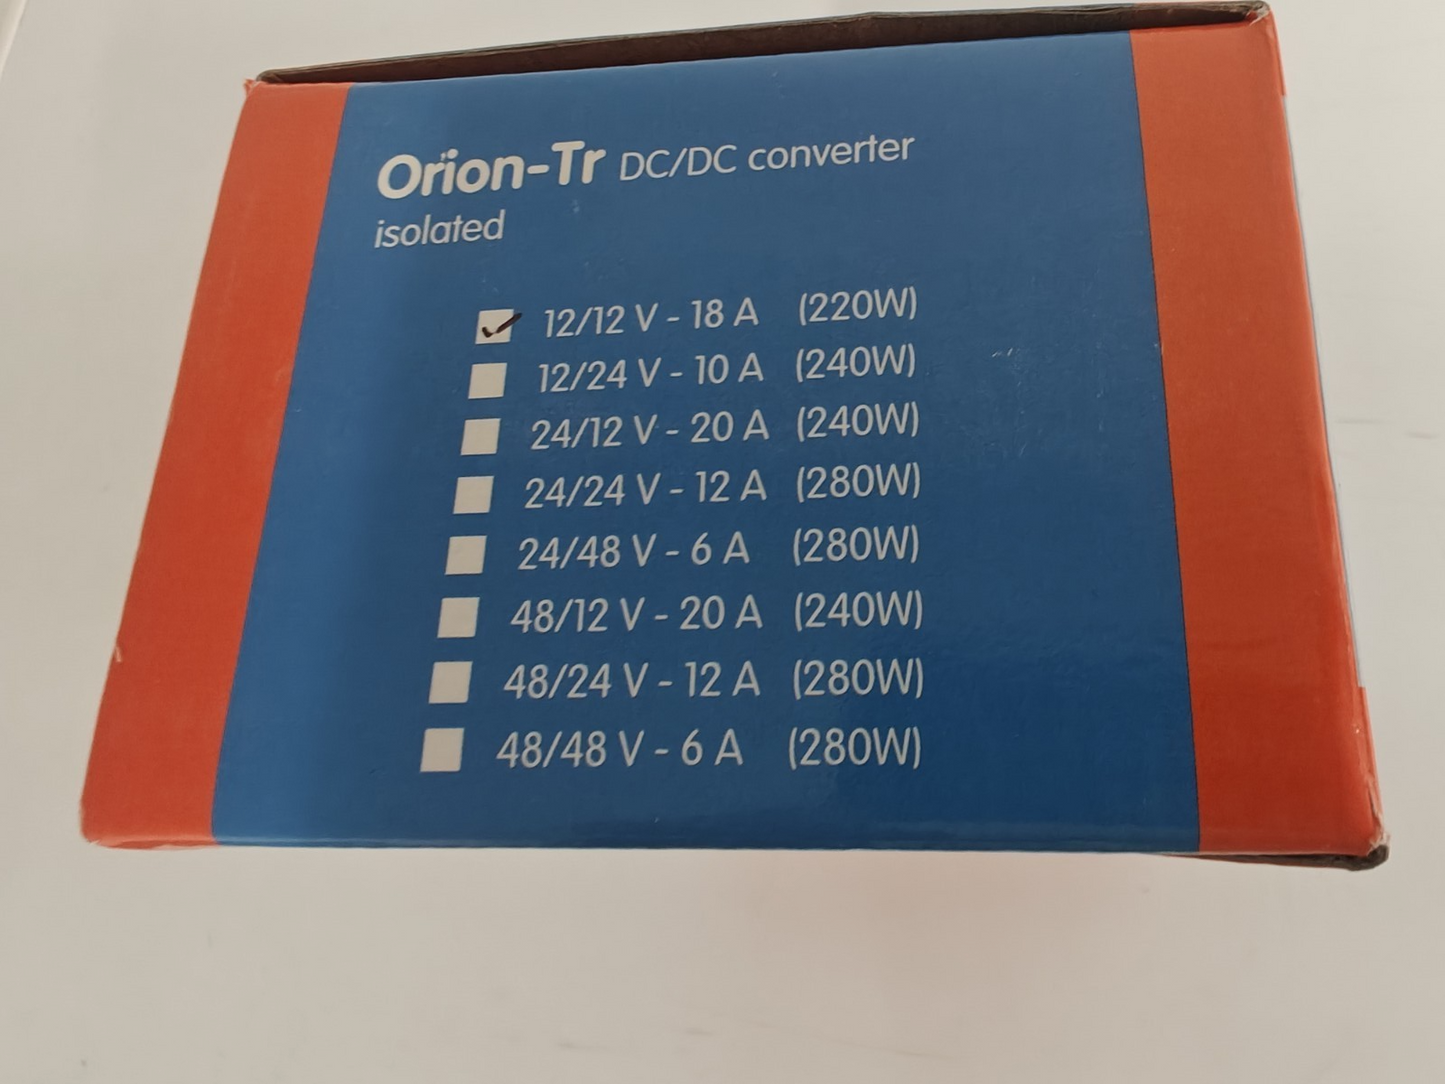 Orion-Tr DC/DC converter
isolated
12/12 V - 18 A (220W)
12/24 V - 10 A (240W)
24/12 V - 20 A (240W)
24/24 V - 12 A (280W)
24/48 V - 6 A (280W)
48/12 V - 20 A (240W)
48/24 V - 12 A (280W)
48/48 V - 6 A (280W)